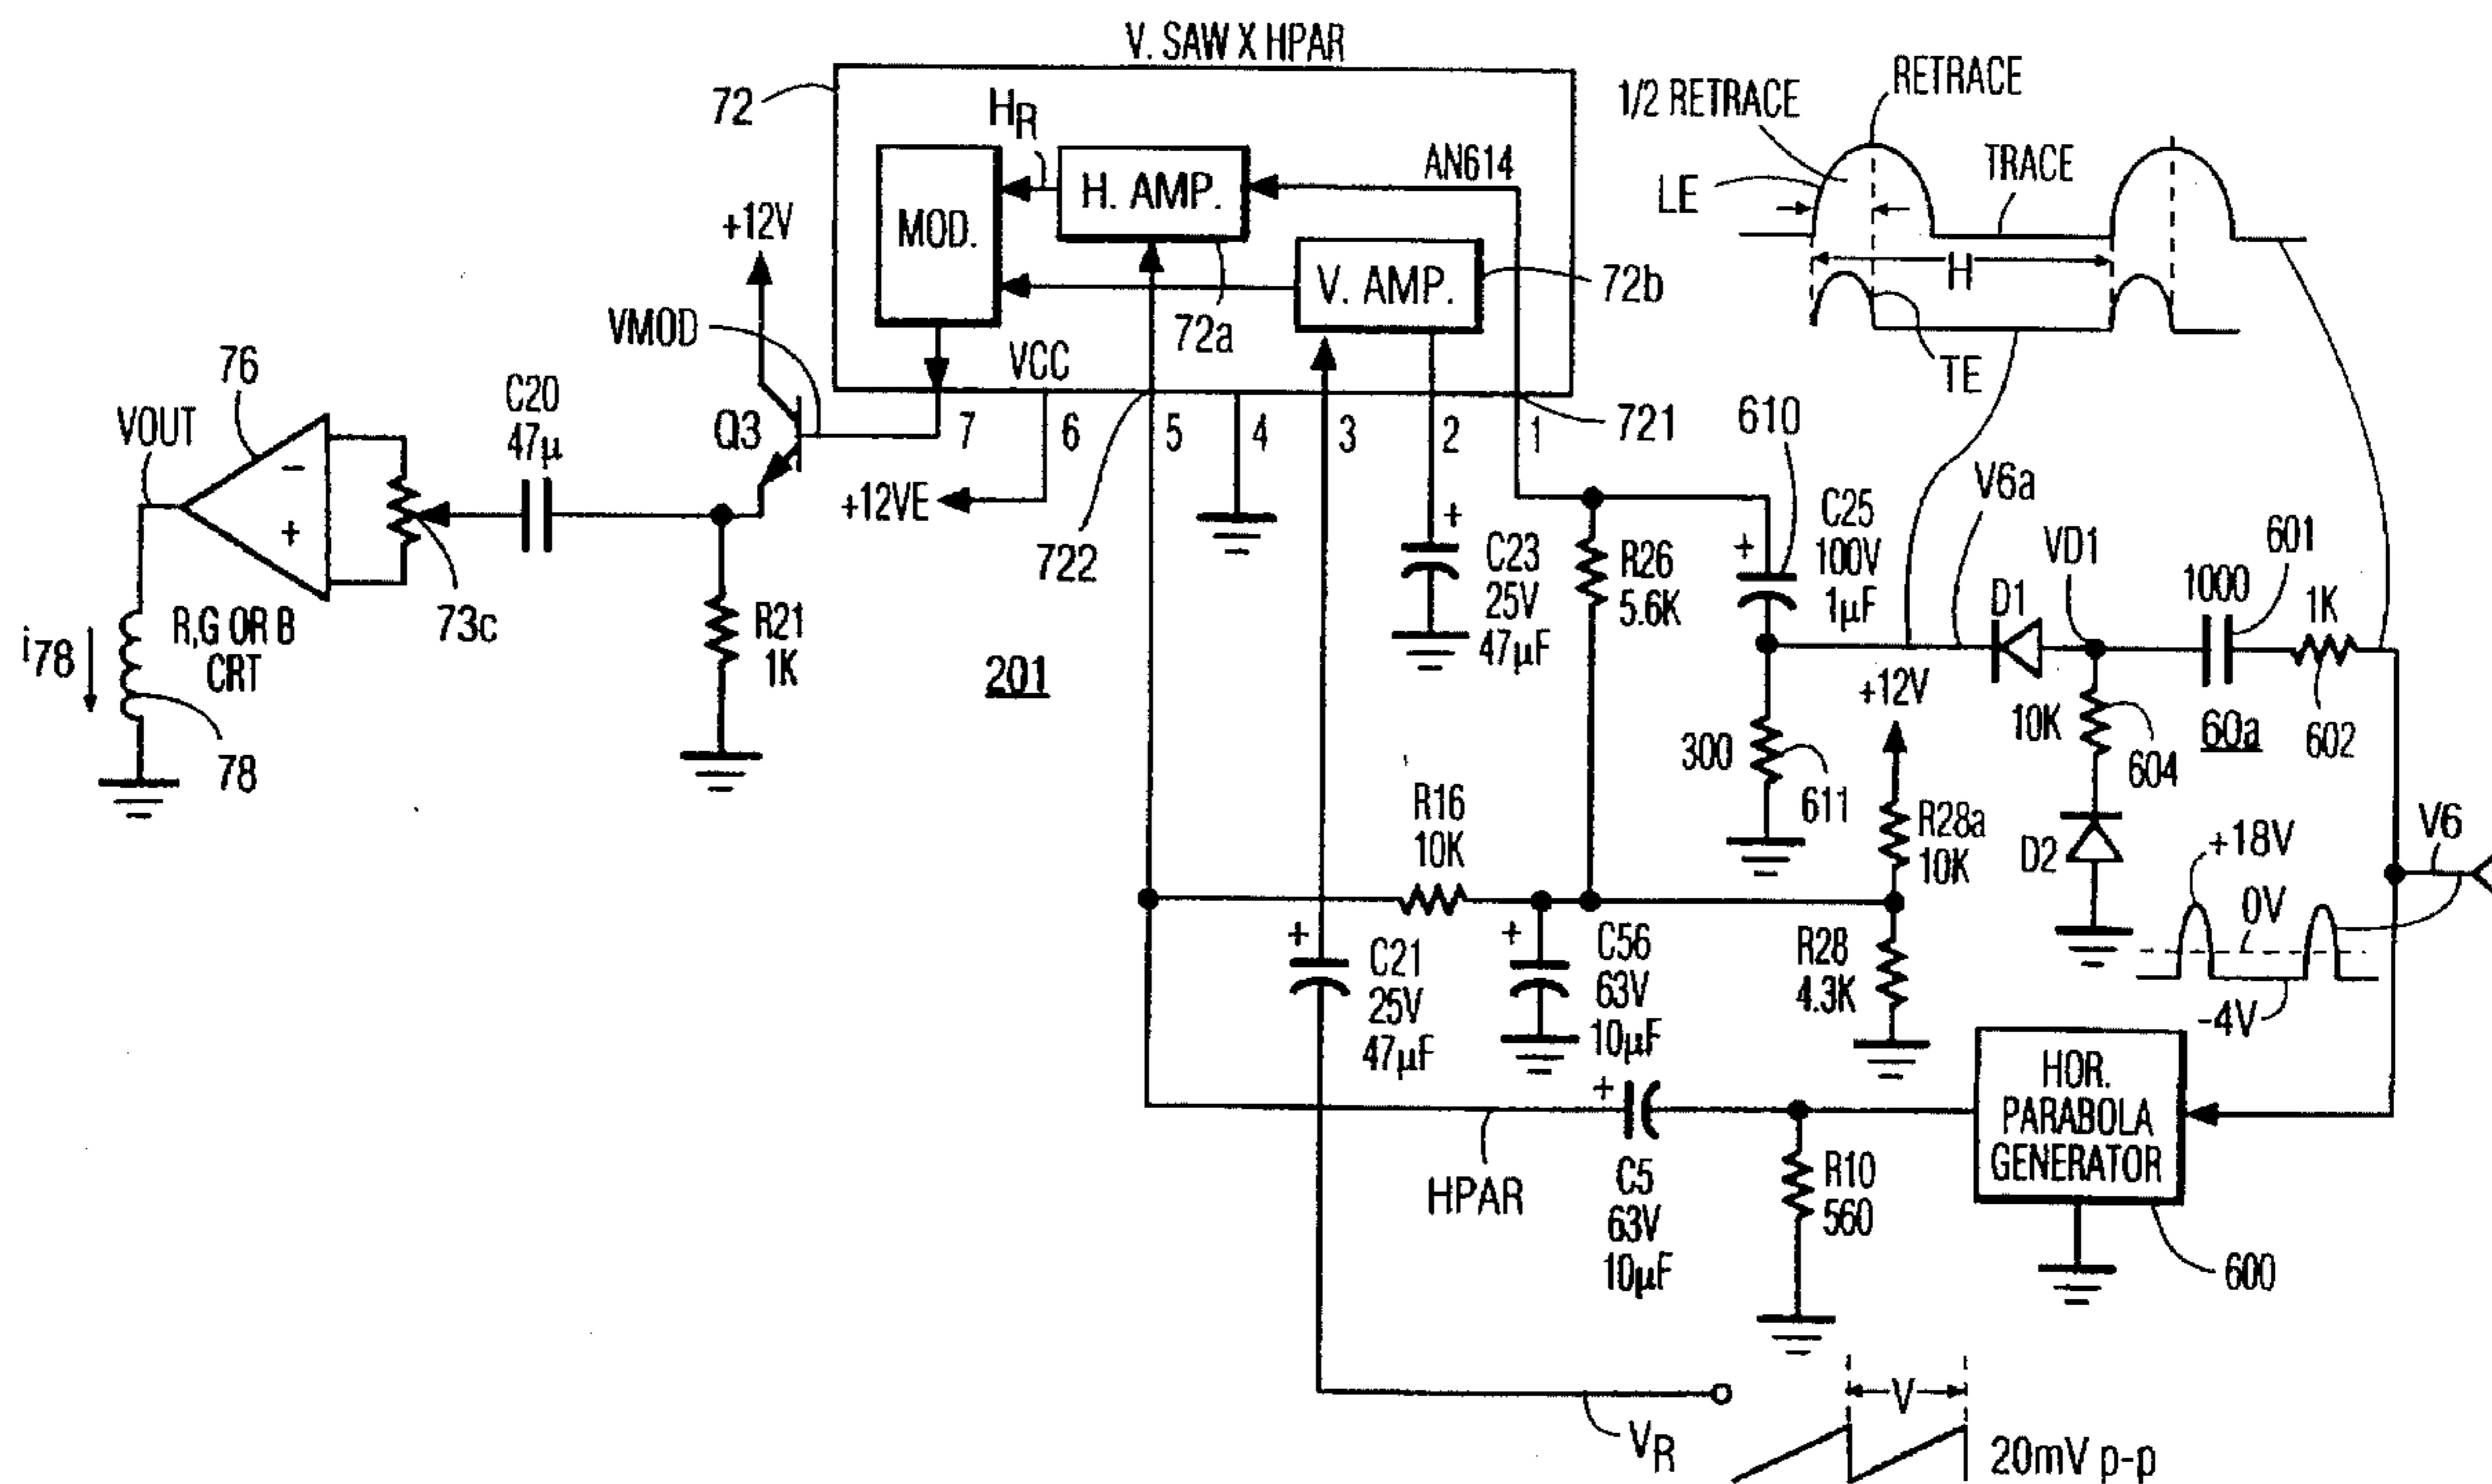 V. SAW X HPAR
72
HR
AN614
H. AMP.
MOD.
V. AMP.
72a
72b
VCC
7
6
5
4
3
2
1
721
722
RETRACE
1/2 RETRACE
LE
TRACE
H
TE
+12V
VMOD
Q3
+12VE
76
VOUT
C20
47μ
73c
i78
R,G OR B
CRT
78
R21
1K
201
C23
25V
47μF
R26
5.6K
610
C25
100V
1μF
V6a
VD1
D1
601
1000
1K
602
60a
10K
604
D2
300
611
+12V
R28a
10K
R28
4.3K
R16
10K
C21
25V
47μF
C56
63V
10μF
V6
+18V
0V
-4V
HOR.
PARABOLA
GENERATOR
600
HPAR
C5
63V
10μF
R10
560
VR
V
20mV p-p